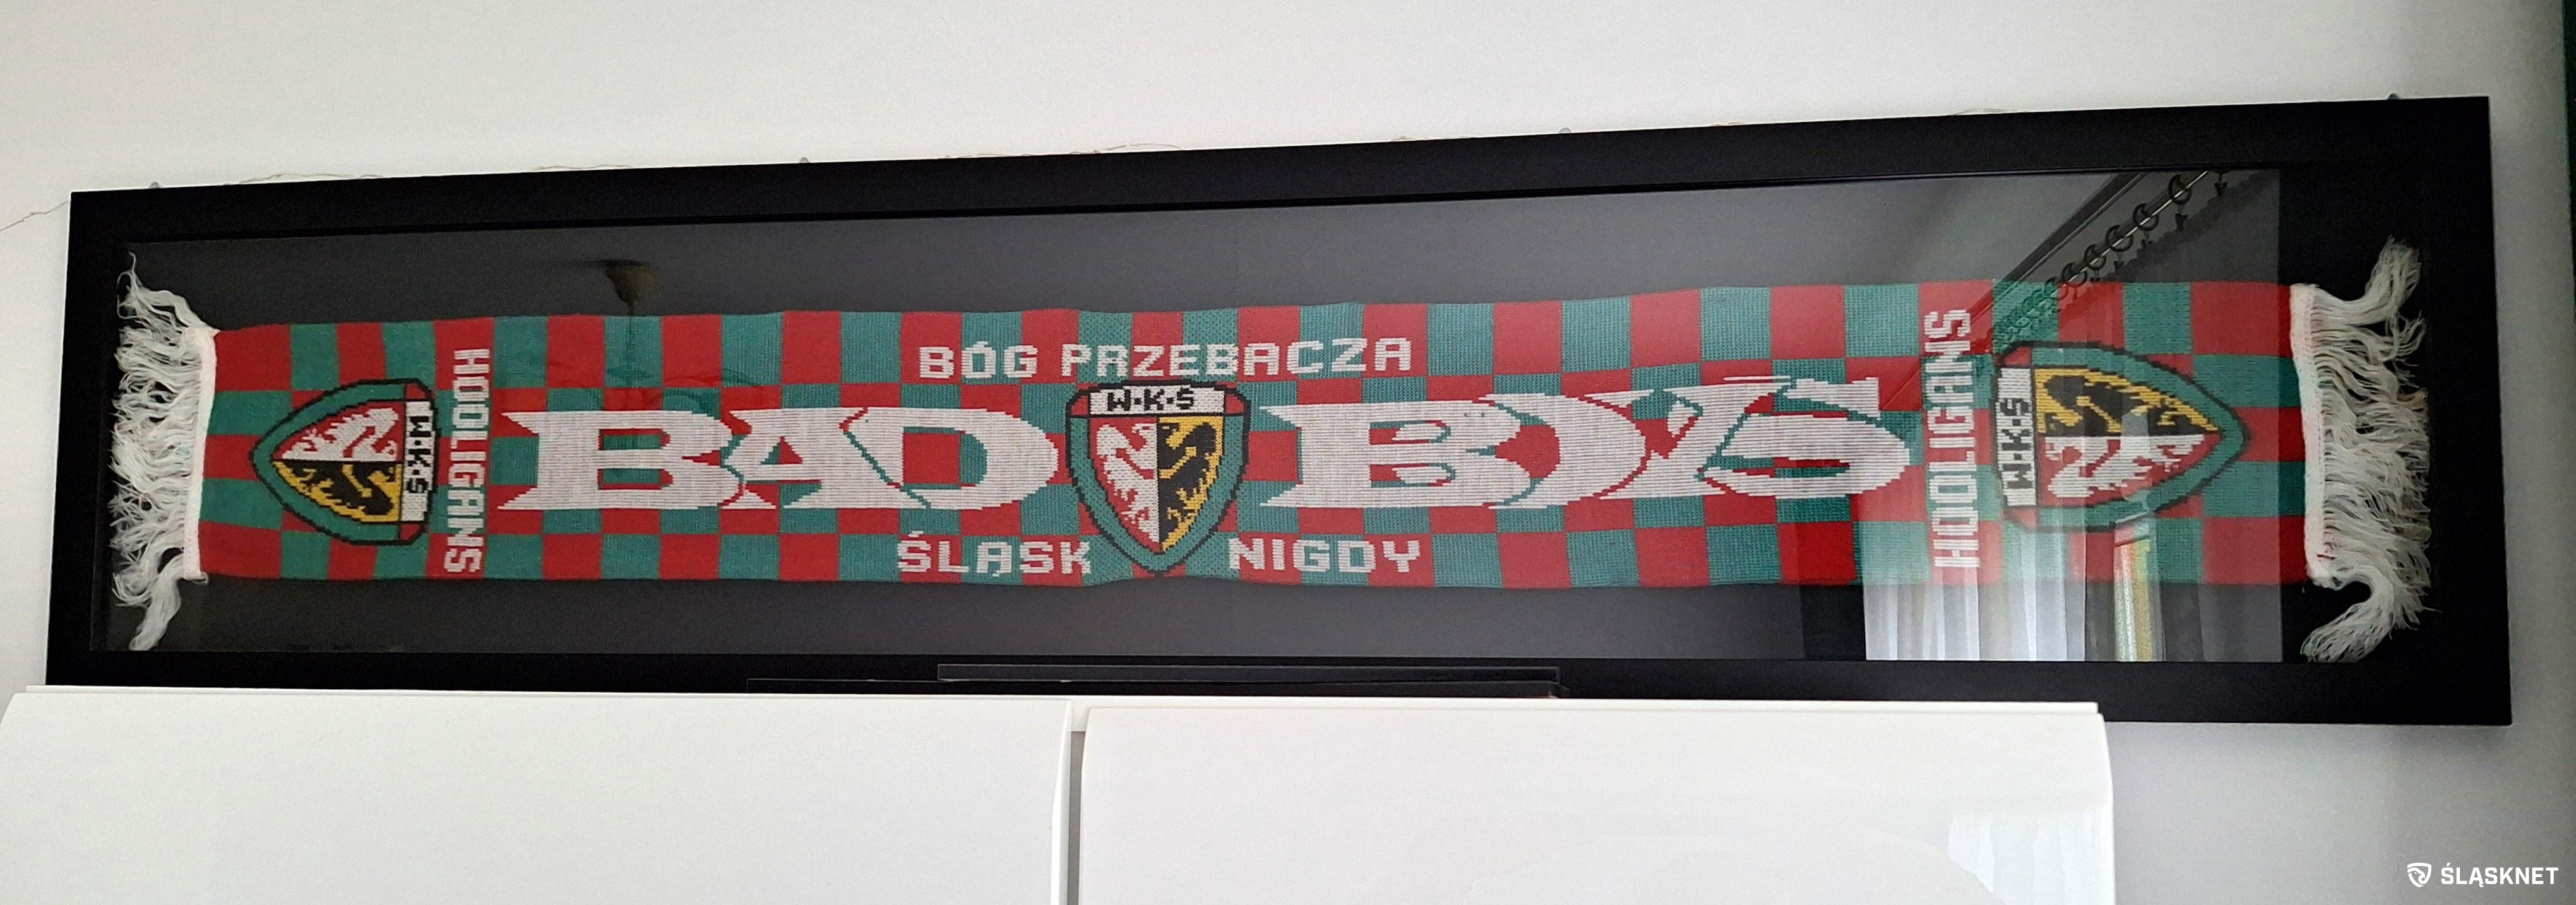 BÓG PRZEBACZA
W·K·S
HOOLIGANS
BAD
W·K·S
BOYS
HOOLIGANS
W·K·S
ŚLĄSK NIGDY
ŚLĄSKNET